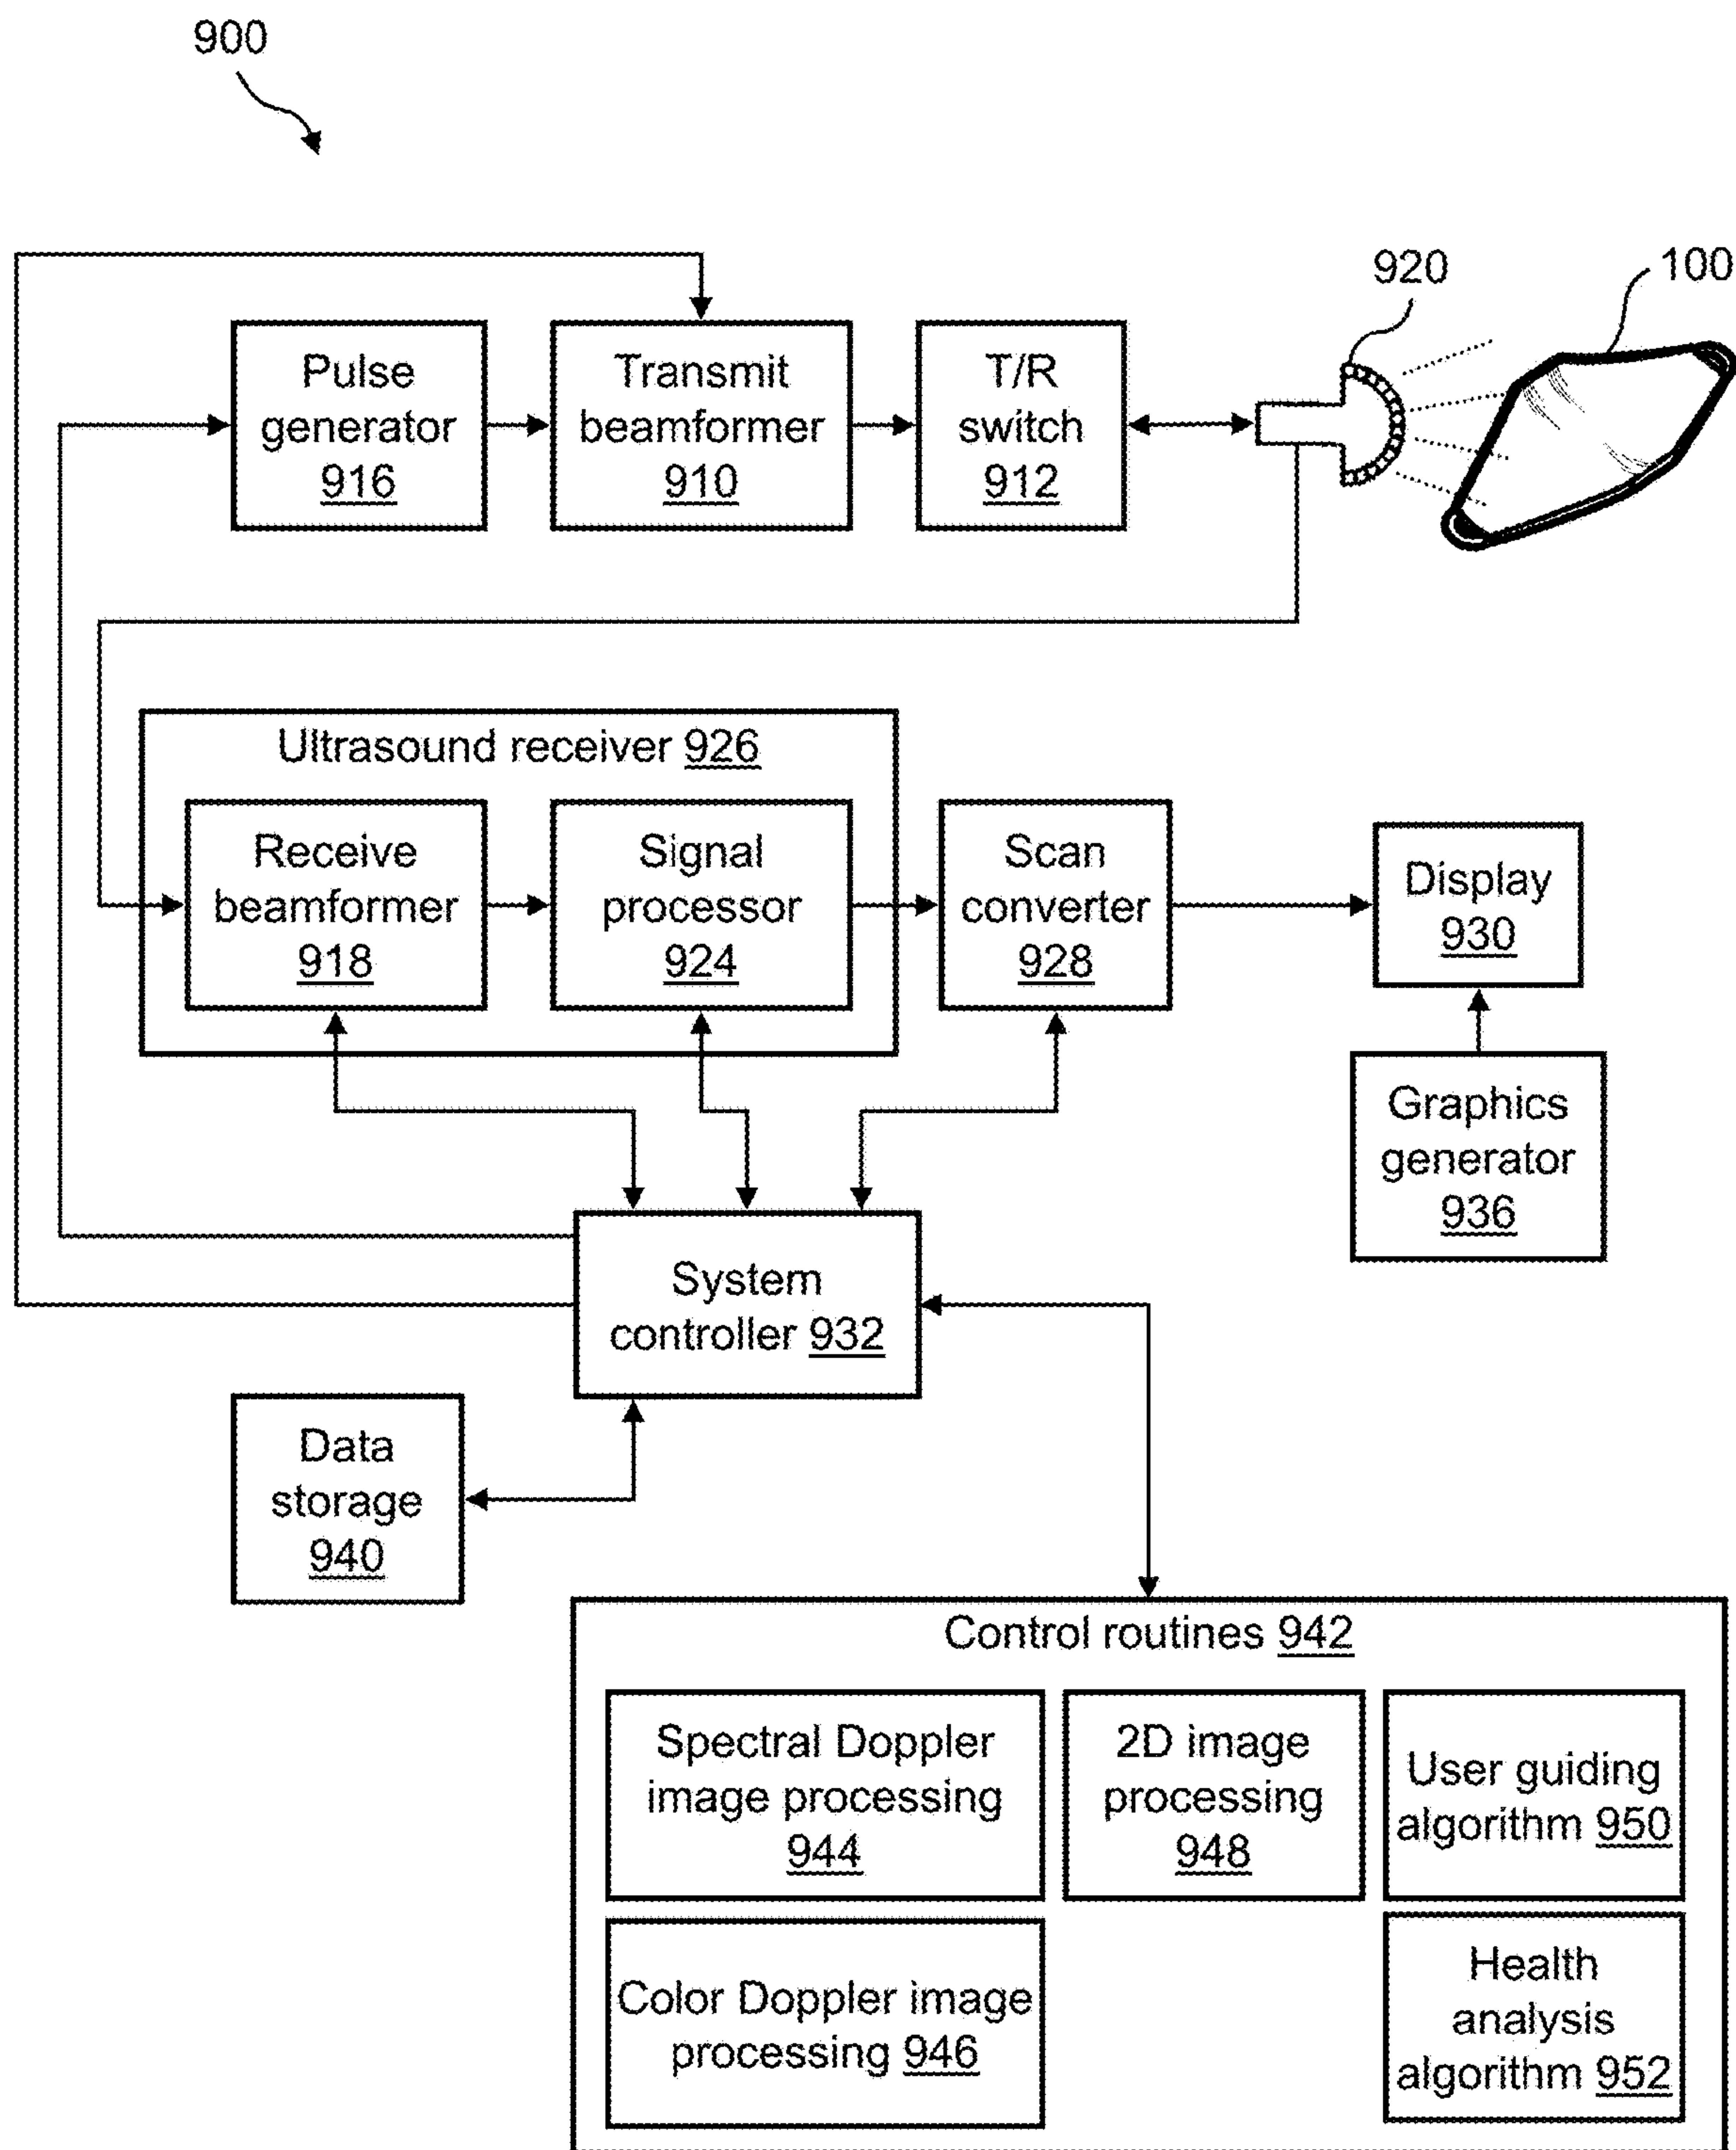 900
920
100
Pulse
generator
916
Transmit
beamformer
910
T/R
switch
912
Ultrasound receiver 926
Receive
beamformer
918
Signal
processor
924
Scan
converter
928
Display
930
Graphics
generator
936
System
controller 932
Data
storage
940
Control routines 942
Spectral Doppler
image processing
944
2D image
processing
948
User guiding
algorithm 950
Color Doppler image
processing 946
Health
analysis
algorithm 952